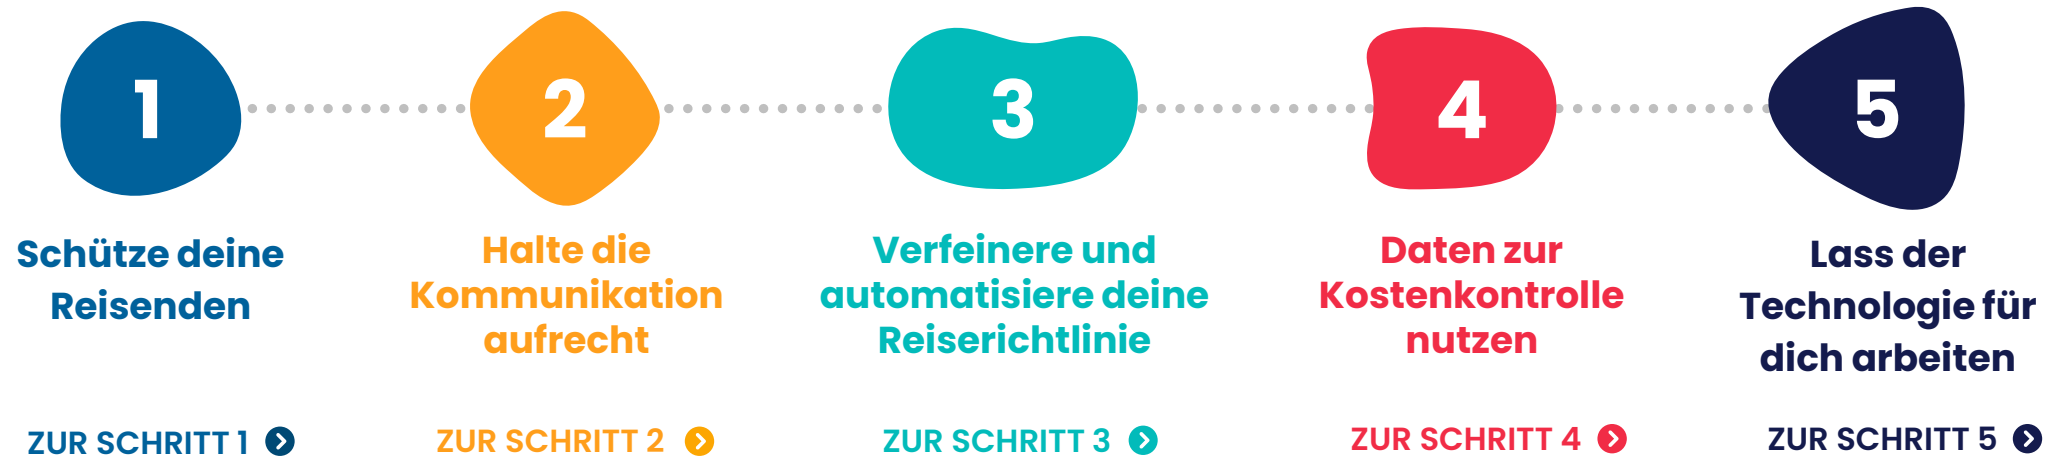 1
Schütze deine
Reisenden
ZUR SCHRITT 1
2
Halte die
Kommunikation
aufrecht
ZUR SCHRITT 2
3
Verfeinere und
automatisiere deine
Reiserichtlinie
ZUR SCHRITT 3
4
Daten zur
Kostenkontrolle
nutzen
ZUR SCHRITT 4
5
Lass der
Technologie für
dich arbeiten
ZUR SCHRITT 5